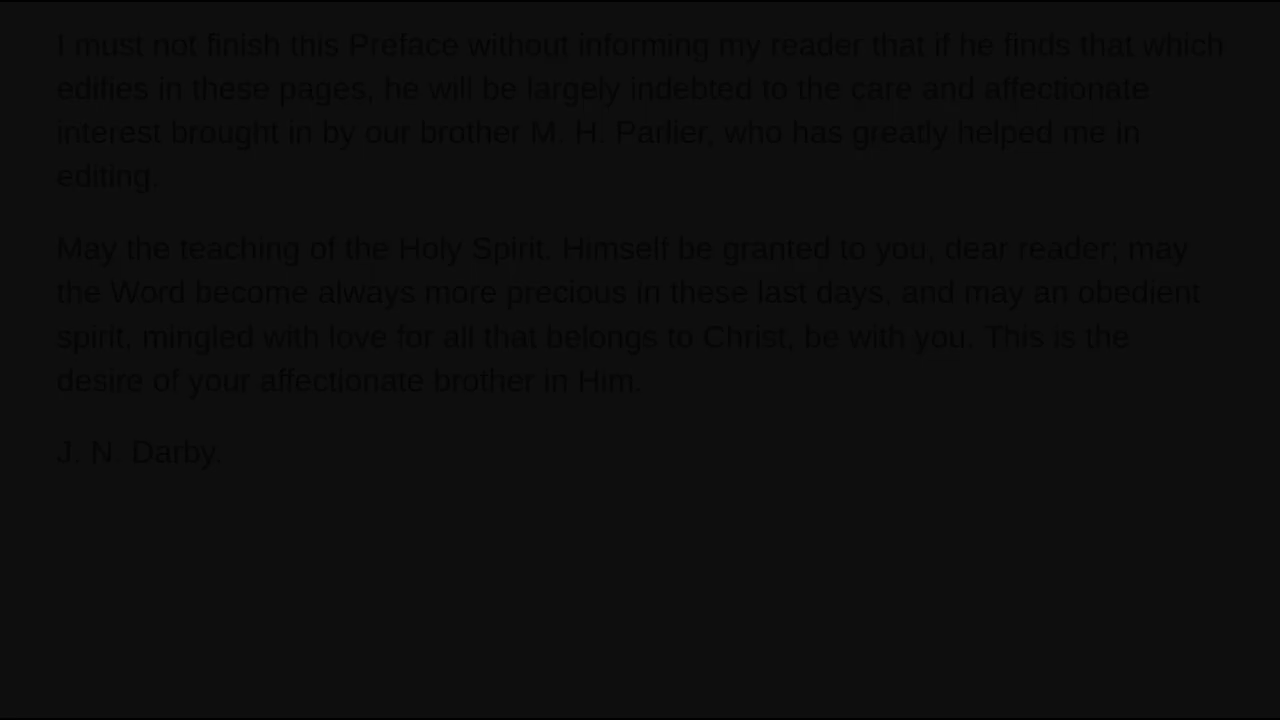 I must not finish this Preface without informing my reader that if he finds that which
edifies in these pages, he will be largely indebted to the care and affectionate
interest brought in by our brother M. H. Parlier, who has greatly helped me in
editing.
May the teaching of the Holy Spirit. Himself be granted to you, dear reader; may
the Word become always more precious in these last days, and may an obedient
spirit, mingled with love for all that belongs to Christ, be with you. This is the
desire of your affectionate brother in Him.
J. N. Darby.